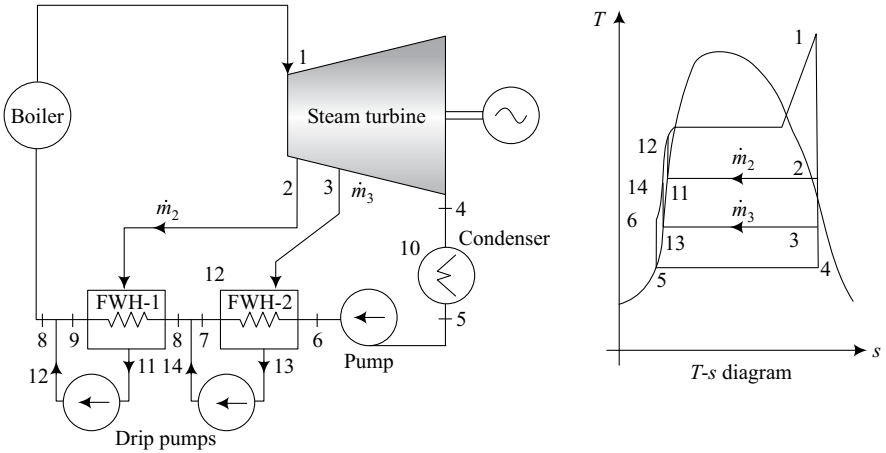 1
Boiler
Steam turbine
2
3
ṁ₃
ṁ₂
4
10
Condenser
12
FWH-1
FWH-2
8
9
8
7
6
5
Pump
12
11
14
13
Drip pumps
T
1
12
ṁ₂
2
14
11
6
ṁ₃
13
3
5
4
s
T-s diagram